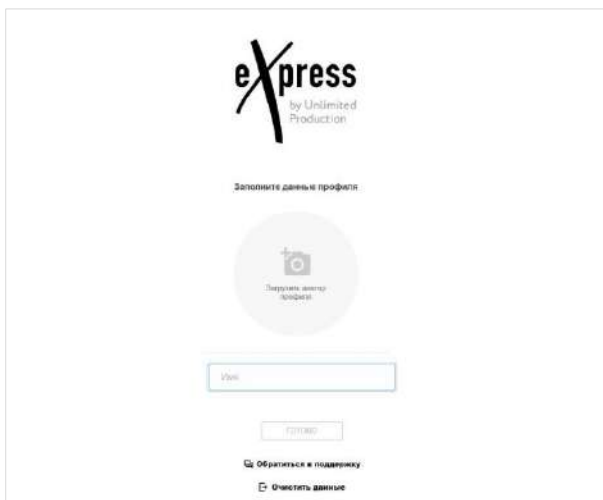 eXpress
by Unlimited
Production
Заполните данные профиля
Загрузить аватар
профиля
Имя
ГОТОВО
Обратиться в поддержку
Очистить данные